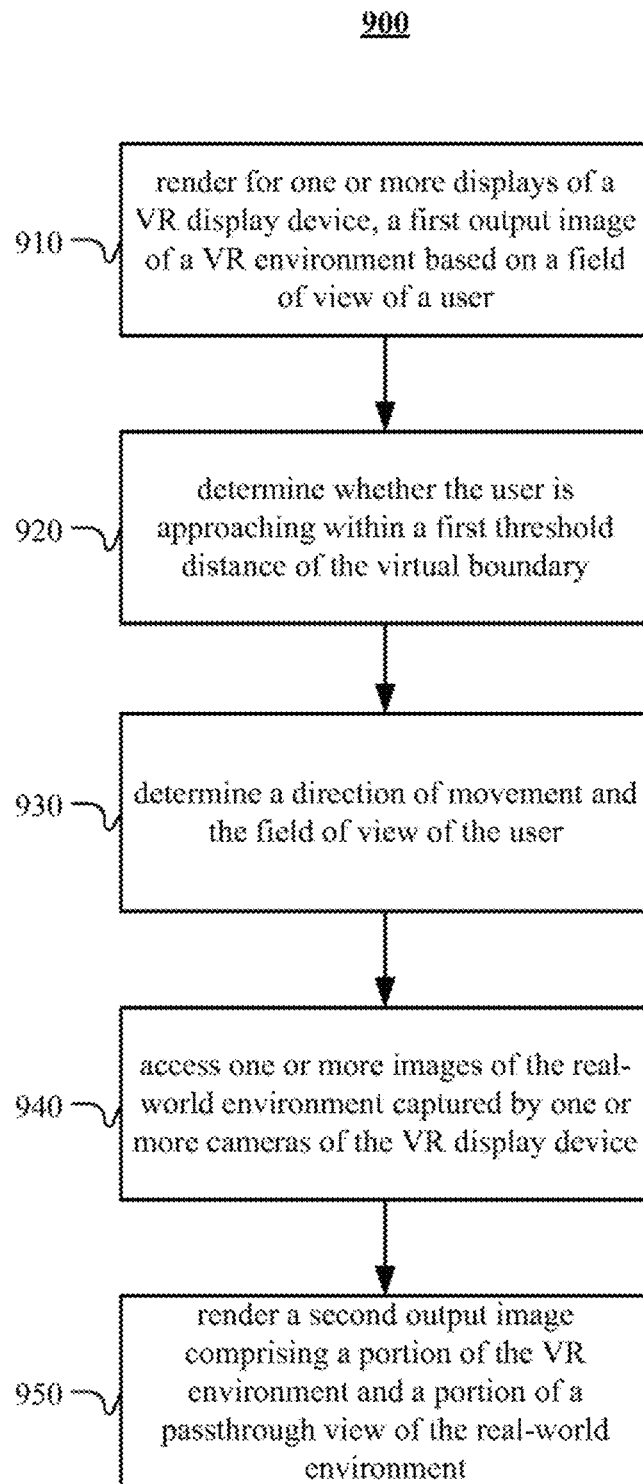 900
910
render for one or more displays of a
VR display device, a first output image
of a VR environment based on a field
of view of a user
920
determine whether the user is
approaching within a first threshold
distance of the virtual boundary
930
determine a direction of movement and
the field of view of the user
940
access one or more images of the real-
world environment captured by one or
more cameras of the VR display device
950
render a second output image
comprising a portion of the VR
environment and a portion of a
passthrough view of the real-world
environment